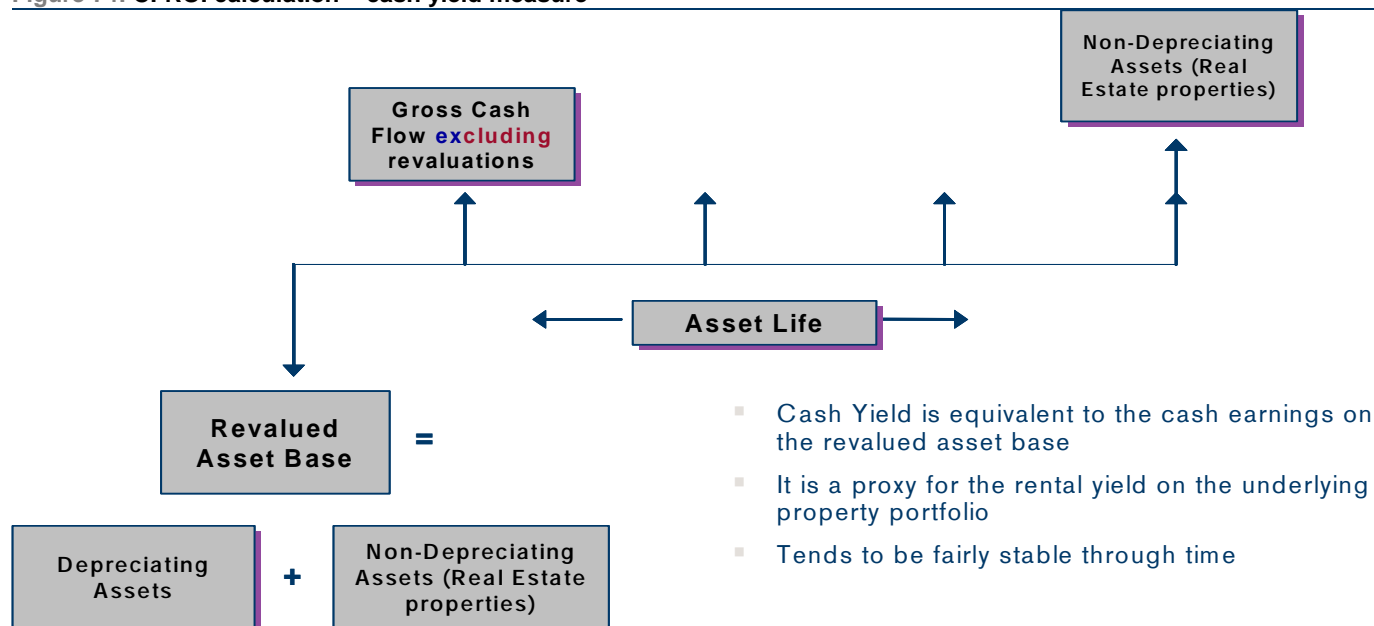 Non-Depreciating
Assets (Real
Estate properties)
Gross Cash
Flow excluding
revaluations
Asset Life
Revalued
Asset Base
=
Cash Yield is equivalent to the cash earnings on
the revalued asset base
It is a proxy for the rental yield on the underlying
property portfolio
Tends to be fairly stable through time
Depreciating
Assets
+
Non-Depreciating
Assets (Real Estate
properties)